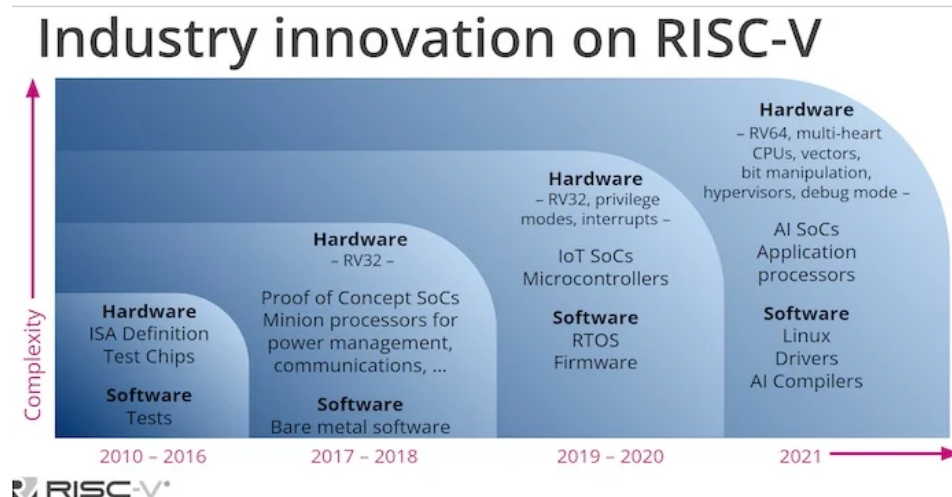 Industry innovation on RISC-V
Complexity
Hardware
ISA Definition
Test Chips
Software
Tests
2010 – 2016
Hardware
– RV32 –
Proof of Concept SoCs
Minion processors for
power management,
communications, ...
Software
Bare metal software
2017 – 2018
Hardware
– RV32, privilege
modes, interrupts –
IoT SoCs
Microcontrollers
Software
RTOS
Firmware
2019 – 2020
Hardware
– RV64, multi-heart
CPUs, vectors,
bit manipulation,
hypervisors, debug mode –
AI SoCs
Application
processors
Software
Linux
Drivers
AI Compilers
2021
RISC-V